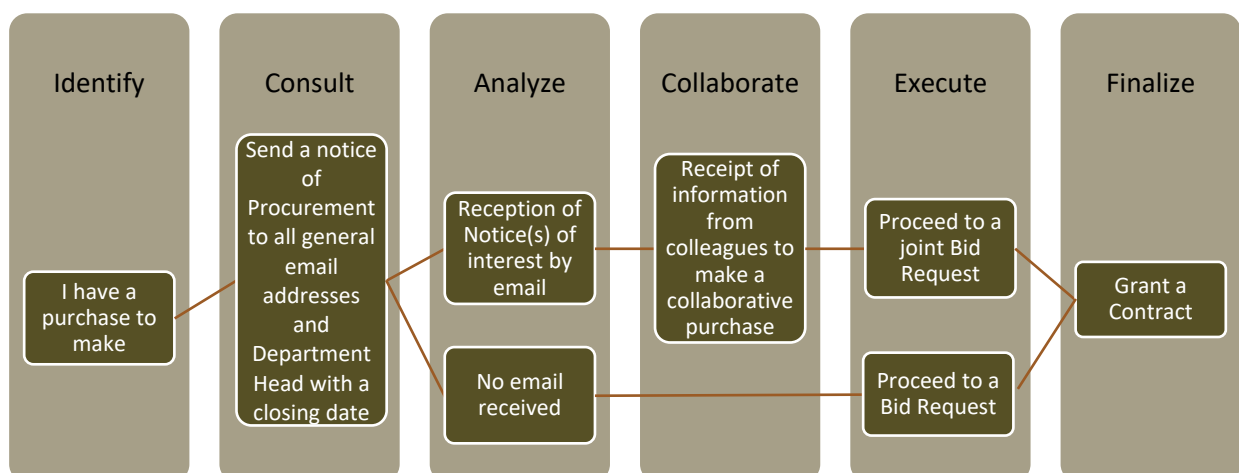 Identify
Consult
Analyze
Collaborate
Execute
Finalize
I have a
purchase to
make
Send a notice
of
Procurement
to all general
email
addresses
and
Department
Head with a
closing date
Reception of
Notice(s) of
interest by
email
No email
received
Receipt of
information
from
colleagues to
make a
collaborative
purchase
Proceed to a
joint Bid
Request
Proceed to a
Bid Request
Grant a
Contract